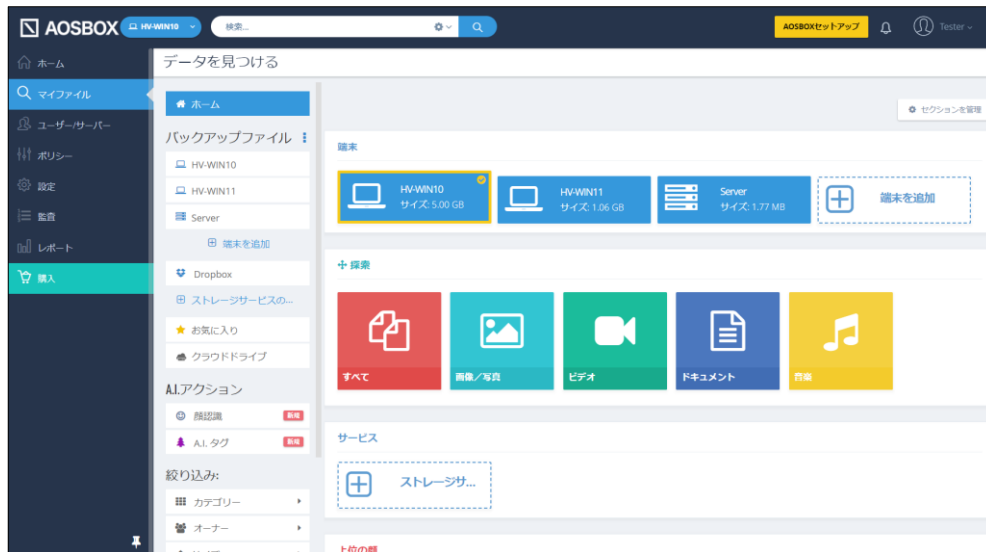 AOSBOX
HV-WIN10
検索...
AOSBOXセットアップ
Tester
ホーム
マイファイル
ユーザー/サーバー
ポリシー
設定
監査
レポート
購入
データを見つける
ホーム
バックアップファイル
HV-WIN10
HV-WIN11
Server
端末を追加
Dropbox
ストレージサービスの...
お気に入り
クラウドドライブ
A.I.アクション
顔認識
新規
A.I. タグ
新規
絞り込み:
カテゴリー
オーナー
セクションを管理
端末
HV-WIN10
サイズ: 5.00 GB
HV-WIN11
サイズ: 1.06 GB
Server
サイズ: 1.77 MB
端末を追加
探索
すべて
画像／写真
ビデオ
ドキュメント
音楽
サービス
ストレージサ...